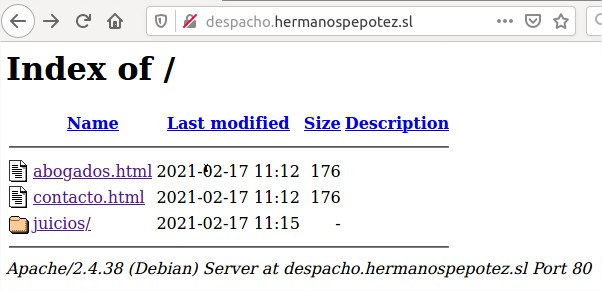 despacho.hermanospepotez.sl
Index of /
Name Last modified Size Description
abogados.html 2021-02-17 11:12 176
contacto.html 2021-02-17 11:12 176
juicios/ 2021-02-17 11:15 -
Apache/2.4.38 (Debian) Server at despacho.hermanospepotez.sl Port 80